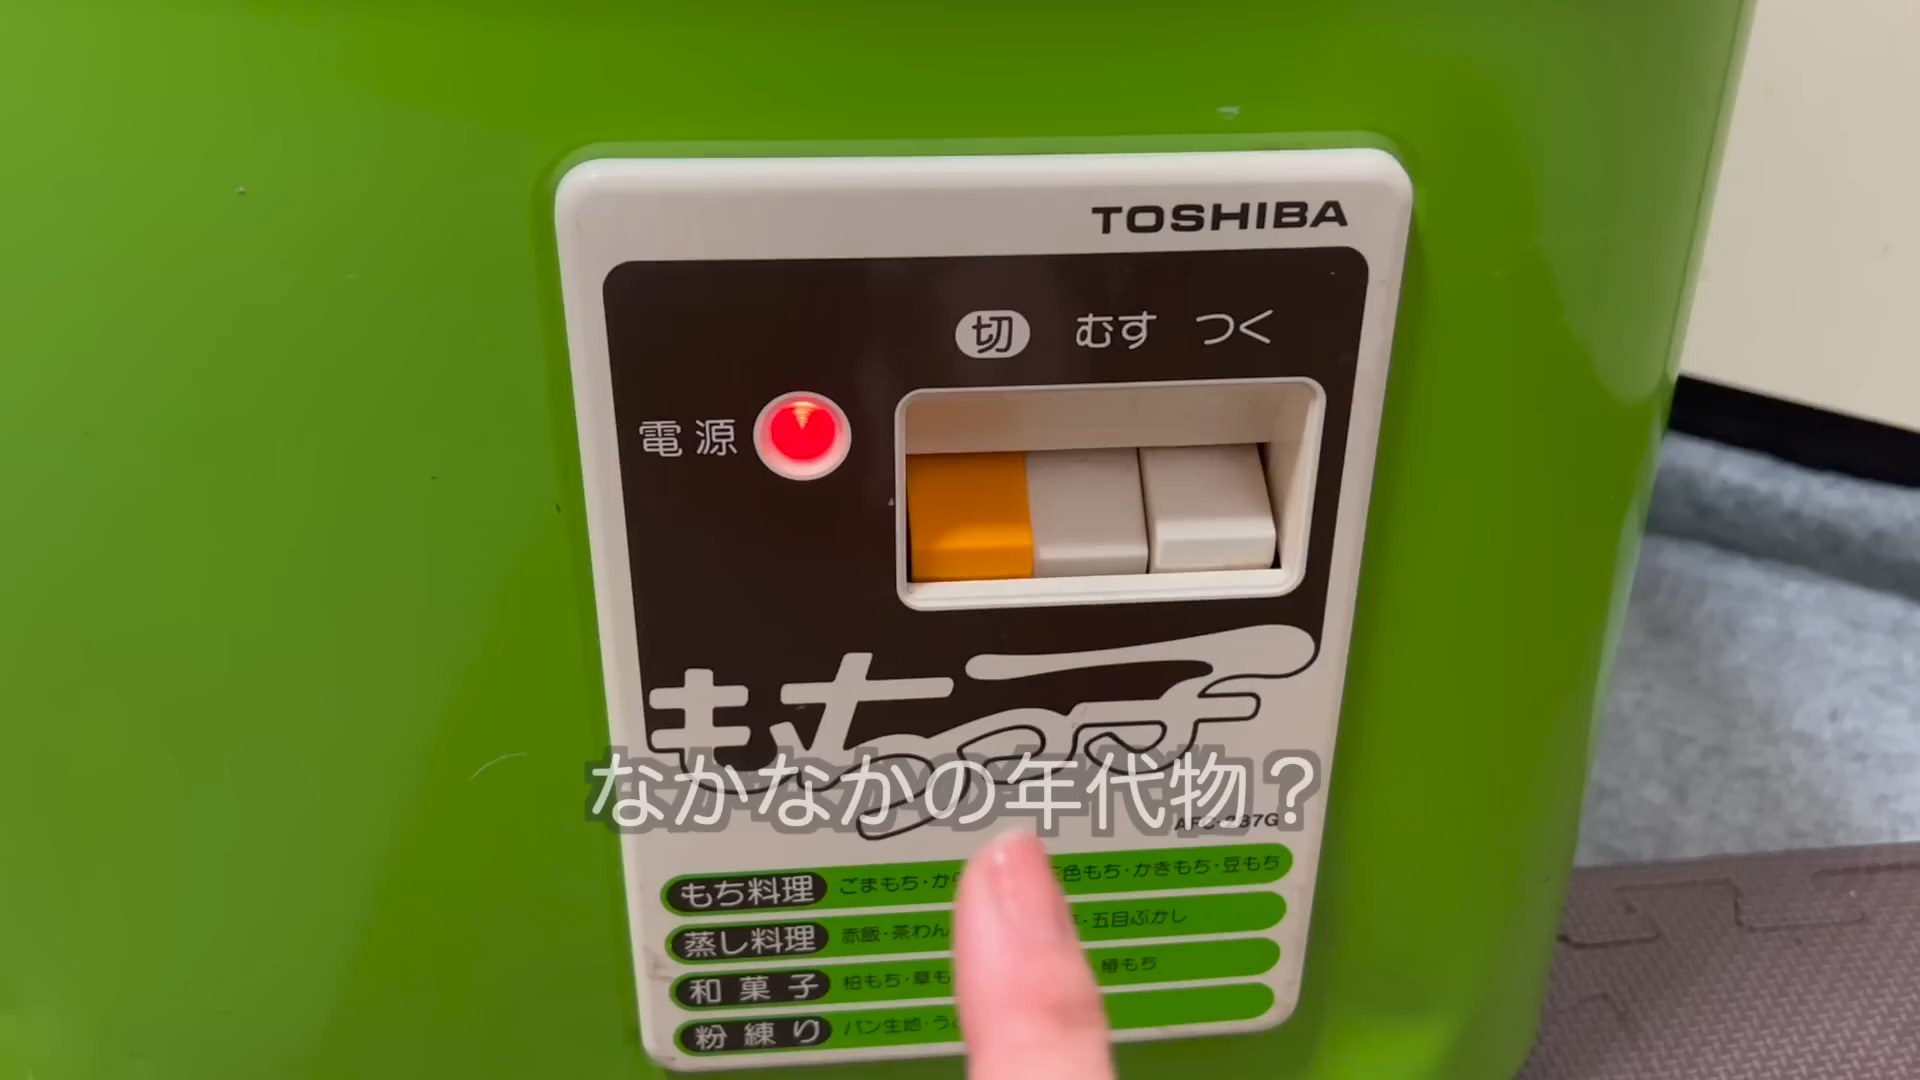 TOSHIBA
切 むす つく
電源
もちっ子
なかなかの年代物？
もち料理 ごまもち・か 色もち・かきもち・豆もち
蒸し料理 赤飯・茶わん ・五目ぶかし
和菓子 柏もち・草も ・椿もち
粉練り パン生地・う